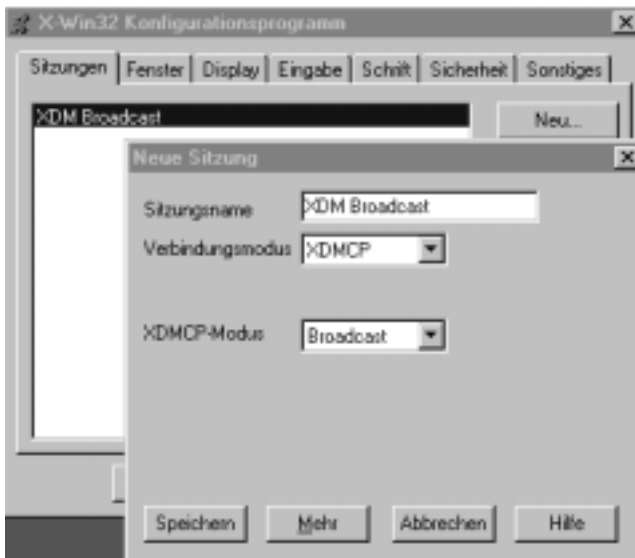 X-Win32 Konfigurationsprogramm
Sitzungen Fenster Display Eingabe Schrift Sicherheit Sonstiges
XDM Broadcast
Neu...
Neue Sitzung
Sitzungsname XDM Broadcast
Verbindungsmodus XDMCP
XDMCP-Modus Broadcast
Speichern Mehr Abbrechen Hilfe